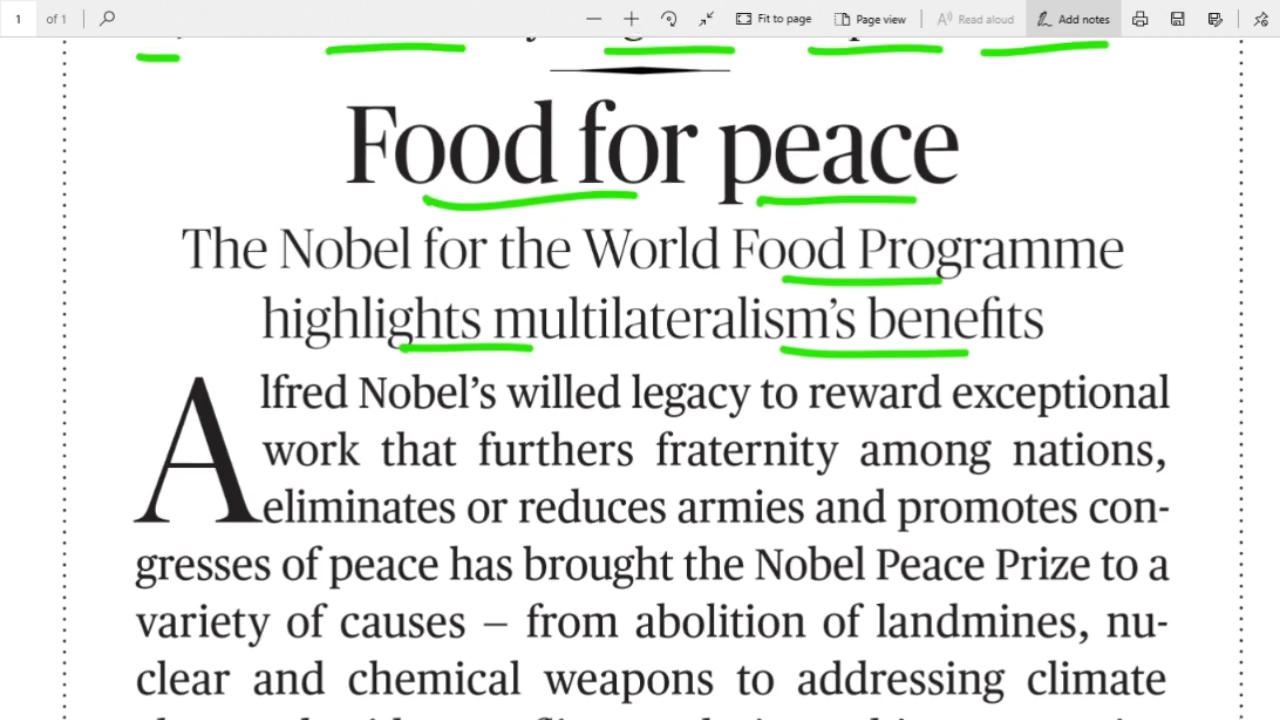 1 of 1 Fit to page Page view Read aloud Add notes
Food for peace
The Nobel for the World Food Programme
highlights multilateralism's benefits
Alfred Nobel's willed legacy to reward exceptional
work that furthers fraternity among nations,
eliminates or reduces armies and promotes con-
gresses of peace has brought the Nobel Peace Prize to a
variety of causes – from abolition of landmines, nu-
clear and chemical weapons to addressing climate